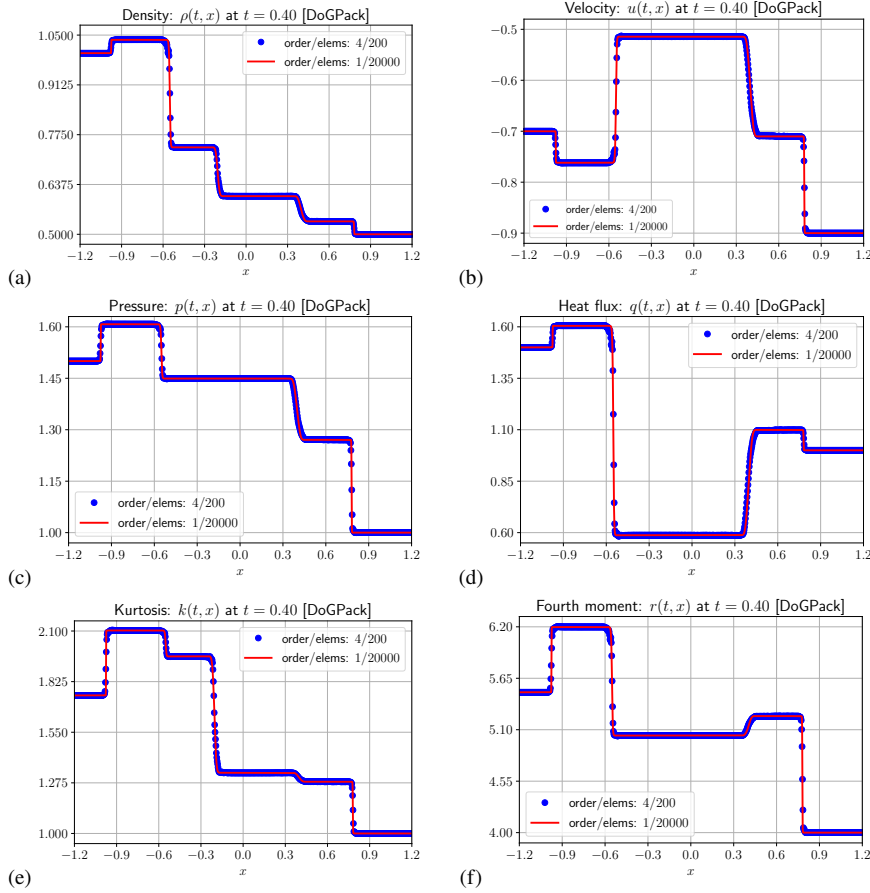 Density: ρ(t, x) at t = 0.40 [DoGPack]
1.0500
0.9125
0.7750
0.6375
0.5000
order/elems: 4/200
order/elems: 1/20000
−1.2 −0.9 −0.6 −0.3 0.0 0.3 0.6 0.9 1.2
x
(a)
Velocity: u(t, x) at t = 0.40 [DoGPack]
−0.5
−0.6
−0.7
−0.8
−0.9
order/elems: 4/200
order/elems: 1/20000
−1.2 −0.9 −0.6 −0.3 0.0 0.3 0.6 0.9 1.2
x
(b)
Pressure: p(t, x) at t = 0.40 [DoGPack]
1.60
1.45
1.30
1.15
1.00
order/elems: 4/200
order/elems: 1/20000
−1.2 −0.9 −0.6 −0.3 0.0 0.3 0.6 0.9 1.2
x
(c)
Heat flux: q(t, x) at t = 0.40 [DoGPack]
1.60
1.35
1.10
0.85
0.60
order/elems: 4/200
order/elems: 1/20000
−1.2 −0.9 −0.6 −0.3 0.0 0.3 0.6 0.9 1.2
x
(d)
Kurtosis: k(t, x) at t = 0.40 [DoGPack]
2.100
1.825
1.550
1.275
1.000
order/elems: 4/200
order/elems: 1/20000
−1.2 −0.9 −0.6 −0.3 0.0 0.3 0.6 0.9 1.2
x
(e)
Fourth moment: r(t, x) at t = 0.40 [DoGPack]
6.20
5.65
5.10
4.55
4.00
order/elems: 4/200
order/elems: 1/20000
−1.2 −0.9 −0.6 −0.3 0.0 0.3 0.6 0.9 1.2
x
(f)